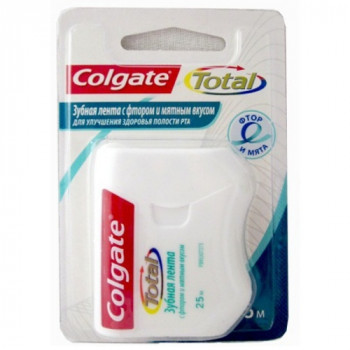 Colgate Total
Зубная лента с фтором и мятным вкусом
ДЛЯ УЛУЧШЕНИЯ ЗДОРОВЬЯ ПОЛОСТИ РТА
ФТОР
И МЯТА
Colgate
Total
Зубная лента
с фтором и мятным вкусом
25 м